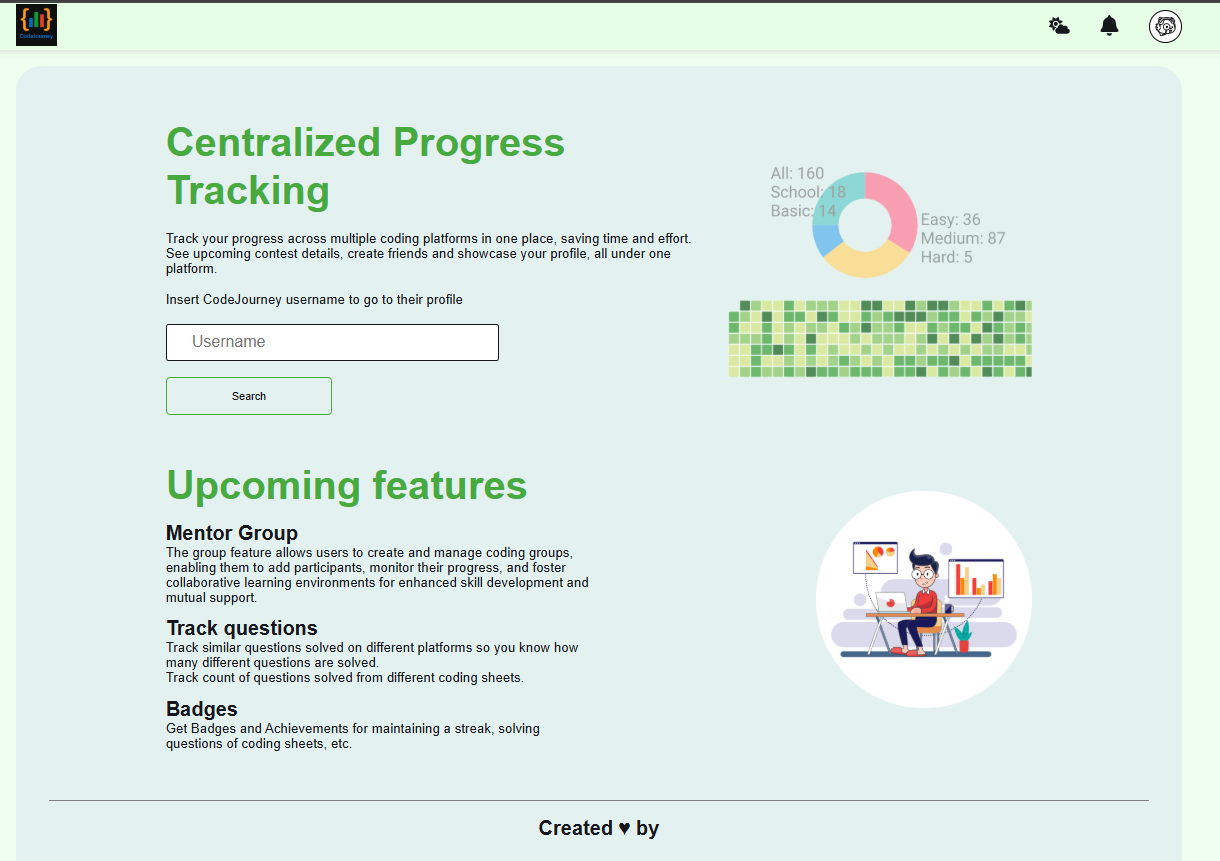 CodeJourney
Centralized Progress
Tracking
Track your progress across multiple coding platforms in one place, saving time and effort.
See upcoming contest details, create friends and showcase your profile, all under one
platform.
Insert CodeJourney username to go to their profile
Username
Search
All: 160
School: 18
Basic: 14
Easy: 36
Medium: 87
Hard: 5
Upcoming features
Mentor Group
The group feature allows users to create and manage coding groups,
enabling them to add participants, monitor their progress, and foster
collaborative learning environments for enhanced skill development and
mutual support.
Track questions
Track similar questions solved on different platforms so you know how
many different questions are solved.
Track count of questions solved from different coding sheets.
Badges
Get Badges and Achievements for maintaining a streak, solving
questions of coding sheets, etc.
Created ♥ by